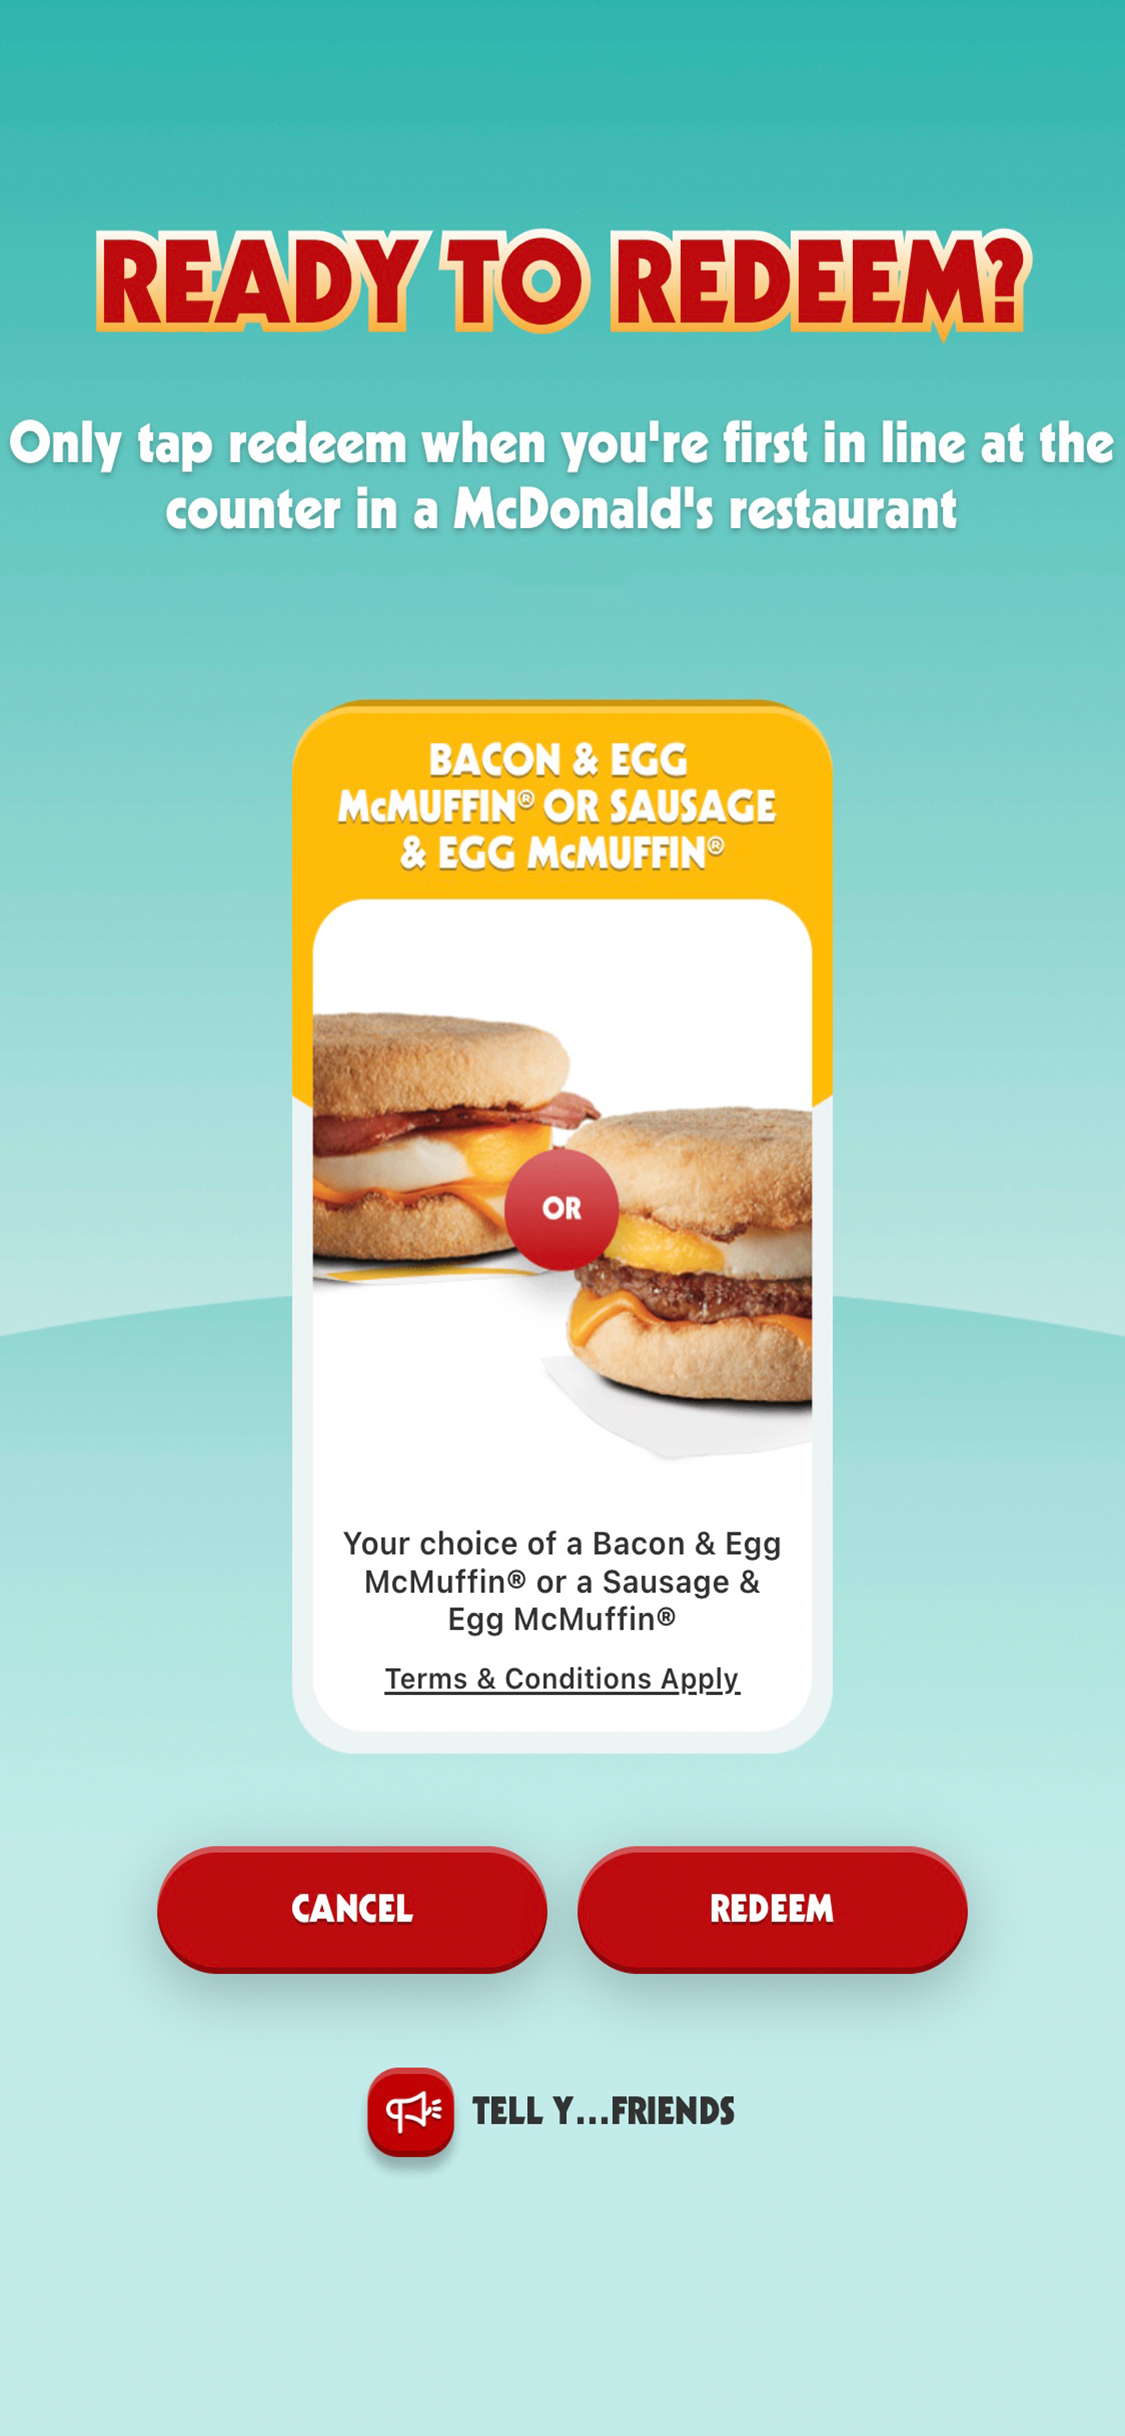 READY TO REDEEM?
Only tap redeem when you're first in line at the
counter in a McDonald's restaurant
BACON & EGG
McMUFFIN® OR SAUSAGE
& EGG McMUFFIN®
OR
Your choice of a Bacon & Egg
McMuffin® or a Sausage &
Egg McMuffin®
Terms & Conditions Apply
CANCEL
REDEEM
TELL Y...FRIENDS